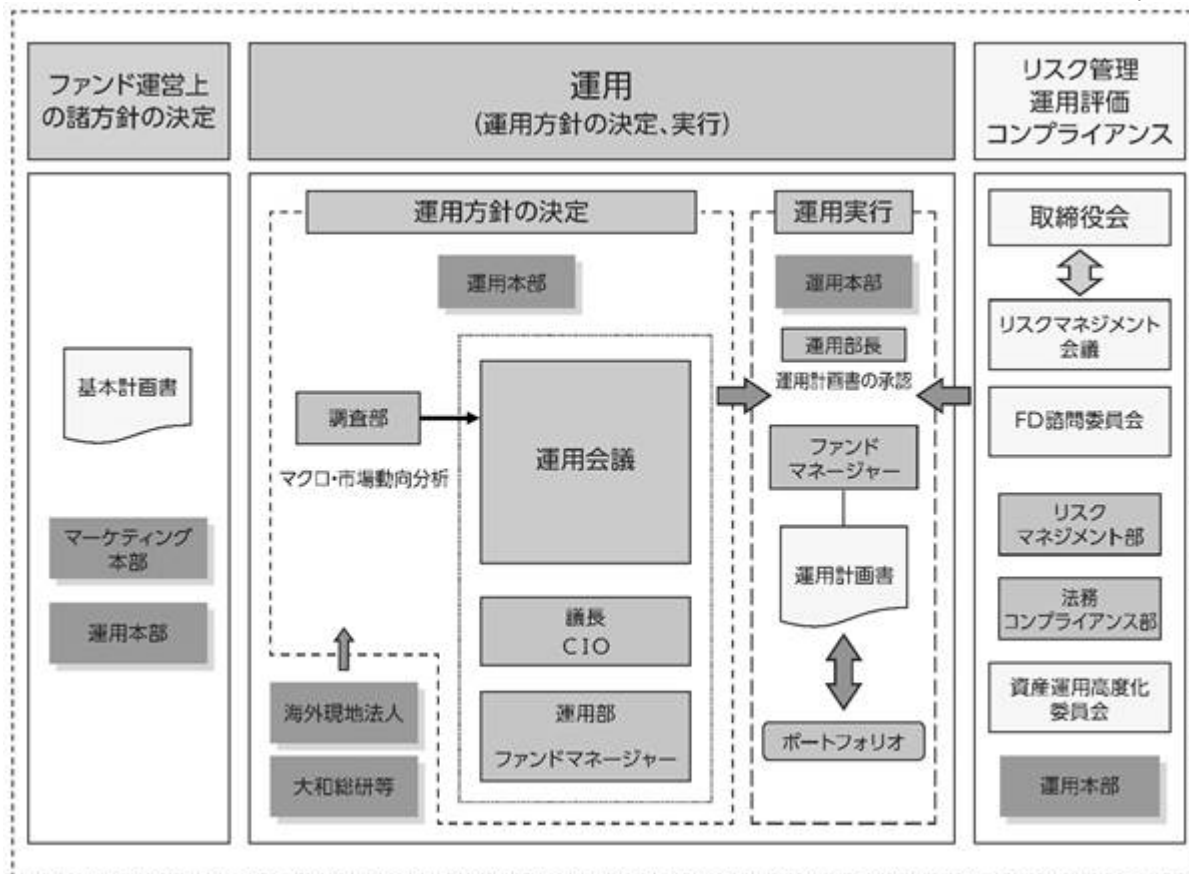 ファンド運営上
の諸方針の決定
運用
(運用方針の決定、実行)
リスク管理
運用評価
コンプライアンス
基本計画書
マーケティング
本部
運用本部
運用方針の決定
運用本部
調査部
マクロ・市場動向分析
運用会議
議長
CIO
運用部
ファンドマネージャー
海外現地法人
大和総研等
運用実行
運用本部
運用部長
運用計画書の承認
ファンド
マネージャー
運用計画書
ポートフォリオ
取締役会
リスクマネジメント
会議
FD諮問委員会
リスク
マネジメント部
法務
コンプライアンス部
資産運用高度化
委員会
運用本部